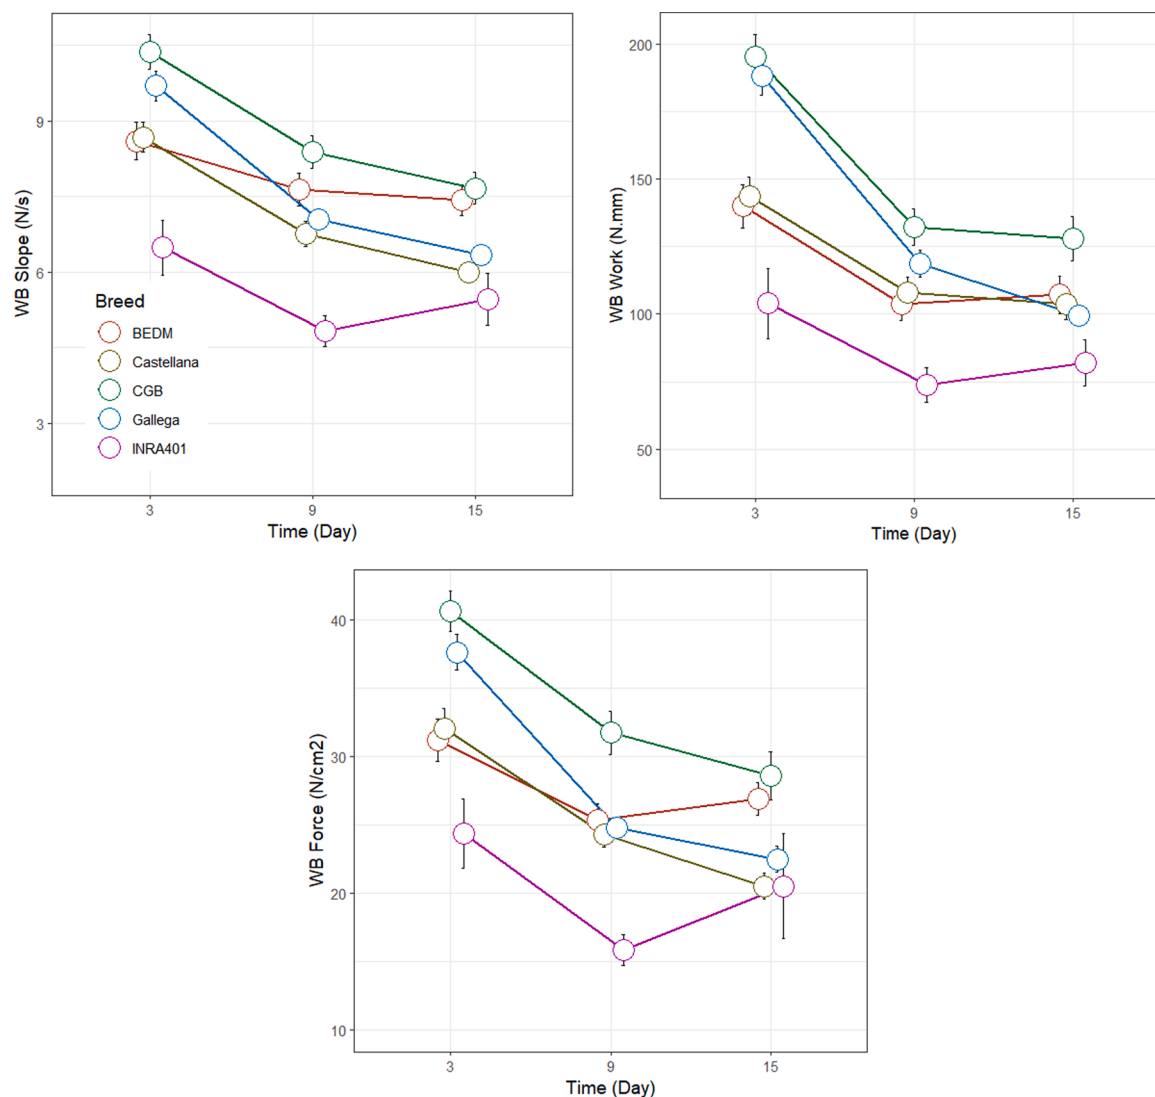 WB Slope (N/s)
9
6
3
Breed
BEDM
Castellana
CGB
Gallega
INRA401
3 9 15
Time (Day)
WB Work (N.mm)
200
150
100
50
3 9 15
Time (Day)
WB Force (N/cm2)
40
30
20
10
3 9 15
Time (Day)